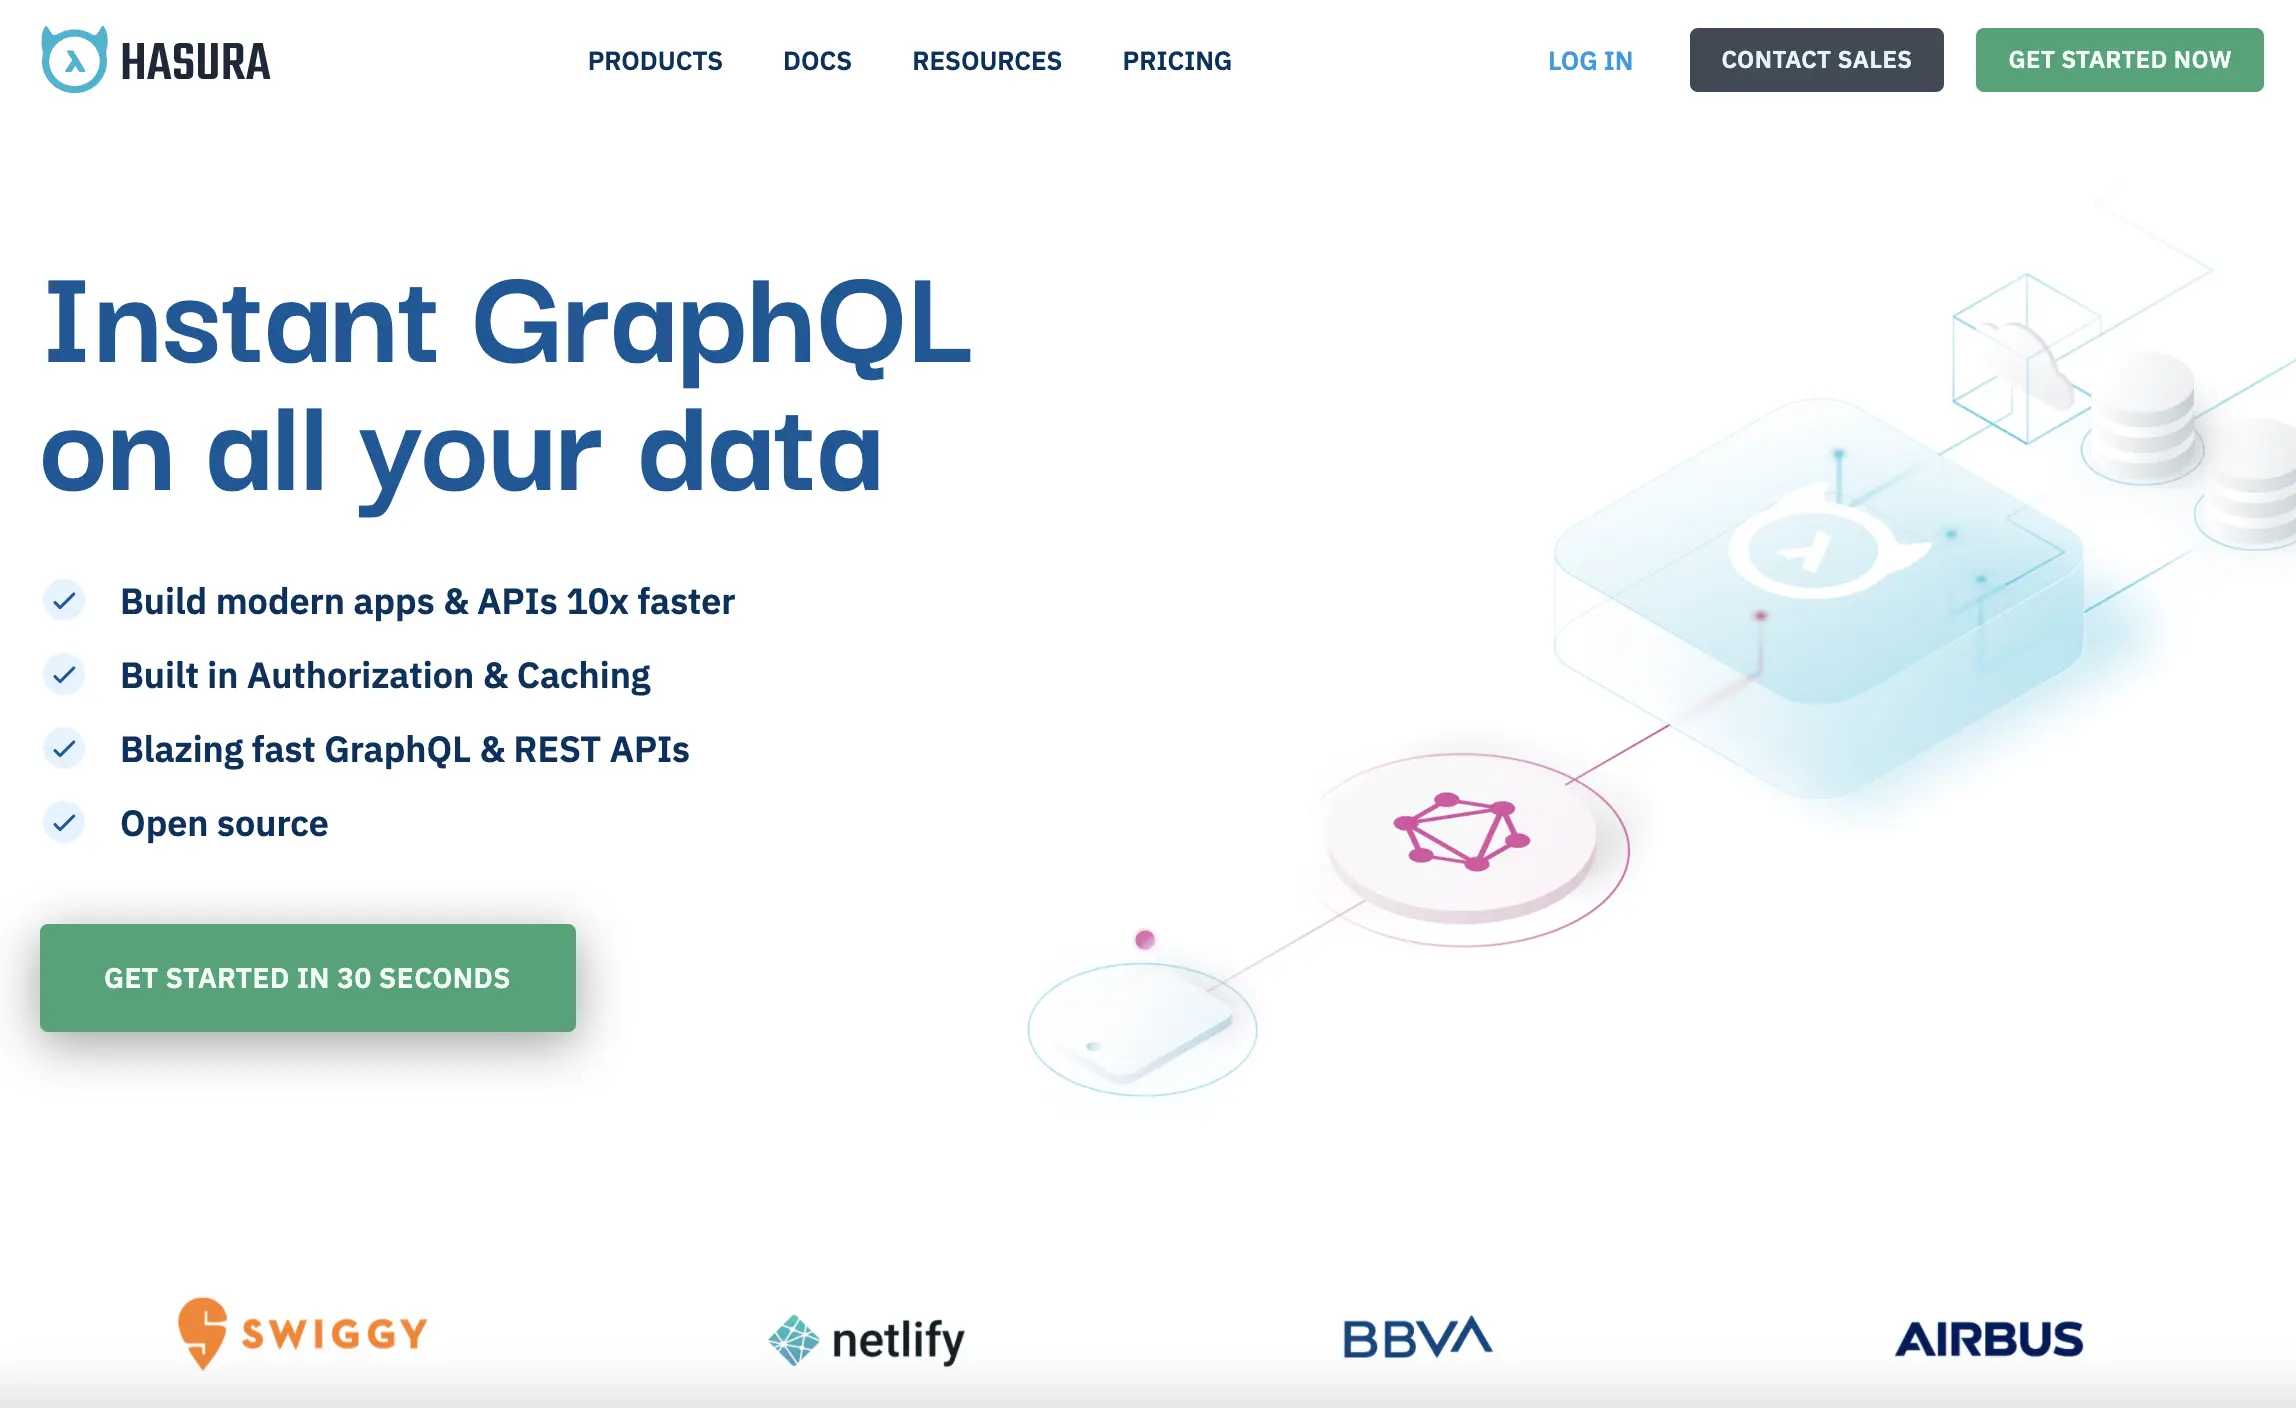 HASURA
PRODUCTS DOCS RESOURCES PRICING LOG IN CONTACT SALES GET STARTED NOW
Instant GraphQL
on all your data
Build modern apps & APIs 10x faster
Built in Authorization & Caching
Blazing fast GraphQL & REST APIs
Open source
GET STARTED IN 30 SECONDS
SWIGGY netlify BBVA AIRBUS